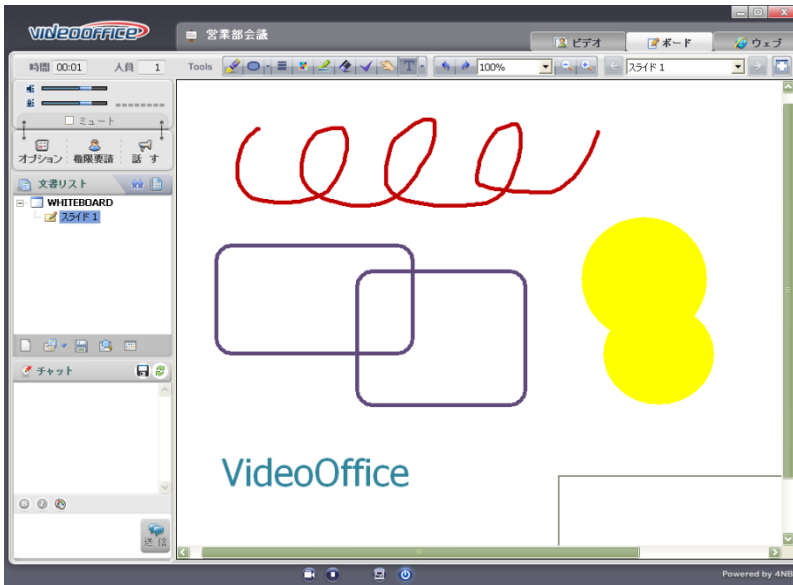 VIDEOOFFICE
営業部会議
ビデオ
ボード
ウェブ
時間 00:01 人員 1
Tools
100%
スライド 1
ミュート
オプション 権限要請 話 す
文書リスト
WHITEBOARD
スライド 1
チャット
送 信
VideoOffice
Powered by 4NB